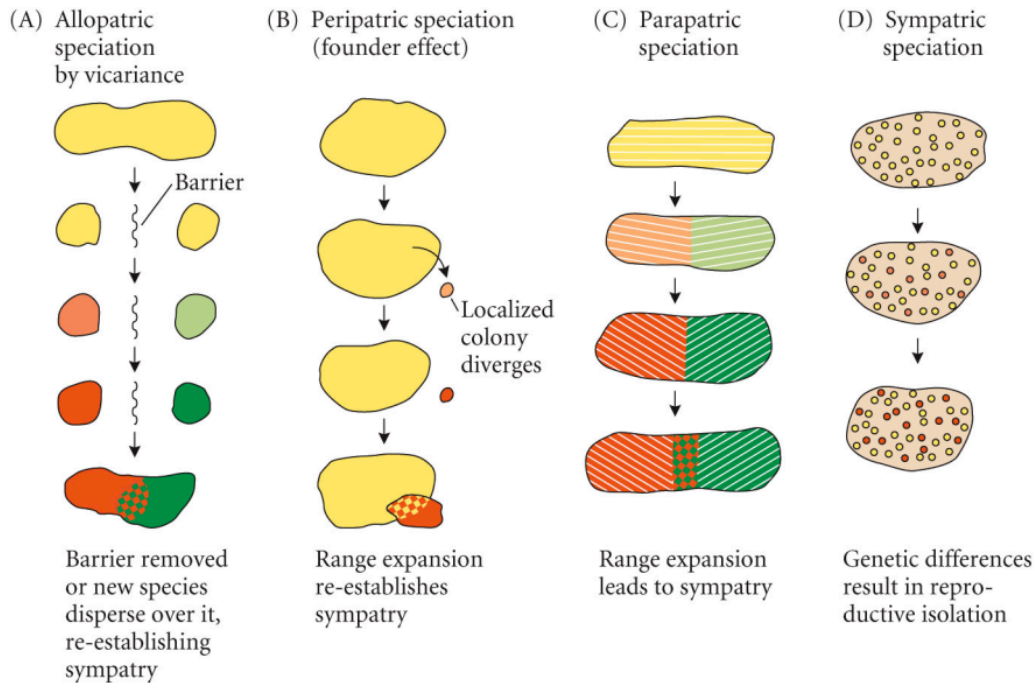 (A) Allopatric
speciation
by vicariance
Barrier
Barrier removed
or new species
disperse over it,
re-establishing
sympatry
(B) Peripatric speciation
(founder effect)
Localized
colony
diverges
Range expansion
re-establishes
sympatry
(C) Parapatric
speciation
Range expansion
leads to sympatry
(D) Sympatric
speciation
Genetic differences
result in repro-
ductive isolation